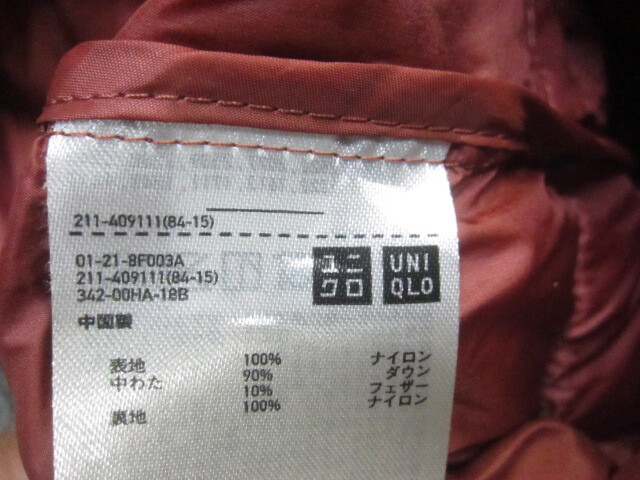 211-409111(84-15)
01-21-8F003A
211-409111(84-15)
342-00HA-18B
中国製
ユニ
クロ
UNI
QLO
表地 100% ナイロン
中わた 90% ダウン
10% フェザー
裏地 100% ナイロン